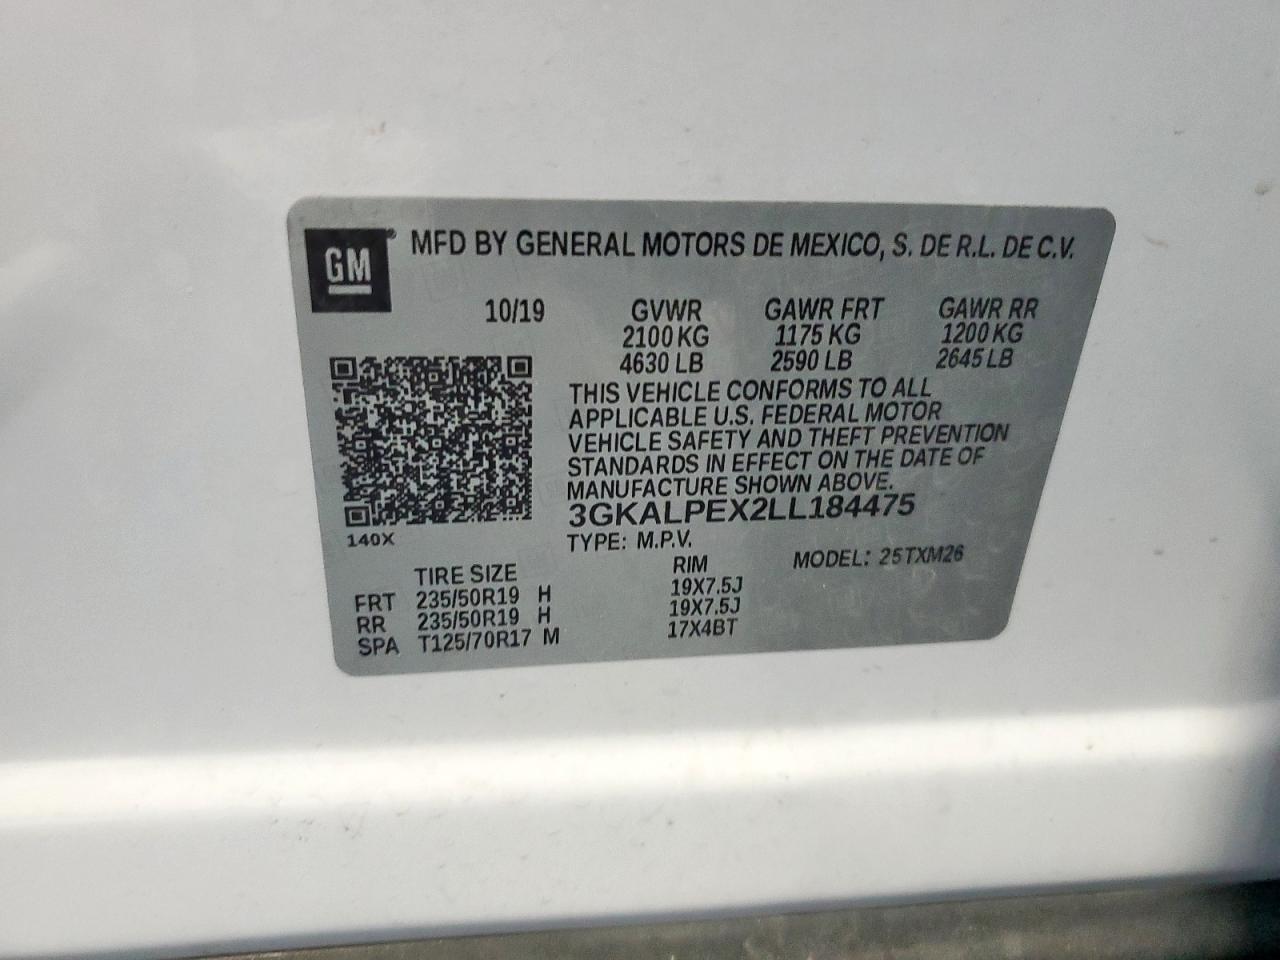 GM
MFD BY GENERAL MOTORS DE MEXICO, S. DE R.L. DE C.V.
10/19 GVWR GAWR FRT GAWR RR
2100 KG 1175 KG 1200 KG
4630 LB 2590 LB 2645 LB
THIS VEHICLE CONFORMS TO ALL
APPLICABLE U.S. FEDERAL MOTOR
VEHICLE SAFETY AND THEFT PREVENTION
STANDARDS IN EFFECT ON THE DATE OF
MANUFACTURE SHOWN ABOVE.
3GKALPEX2LL184475
140X
TYPE: M.P.V. MODEL: 25TXM26
TIRE SIZE RIM
FRT 235/50R19 H 19X7.5J
RR 235/50R19 H 19X7.5J
SPA T125/70R17 M 17X4BT